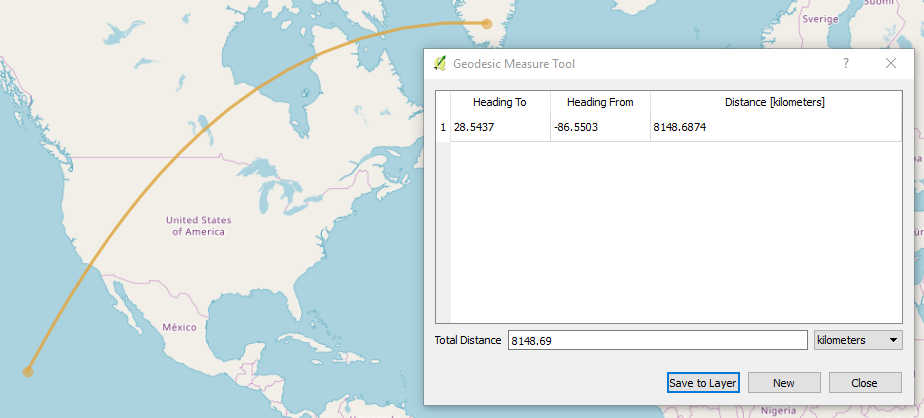 Sverige
Suomi
Geodesic Measure Tool
Heading To Heading From Distance [kilometers]
1 28.5437 -86.5503 8148.6874
United States
of America
México
Total Distance 8148.69 kilometers
Save to Layer New Close
Nigeria